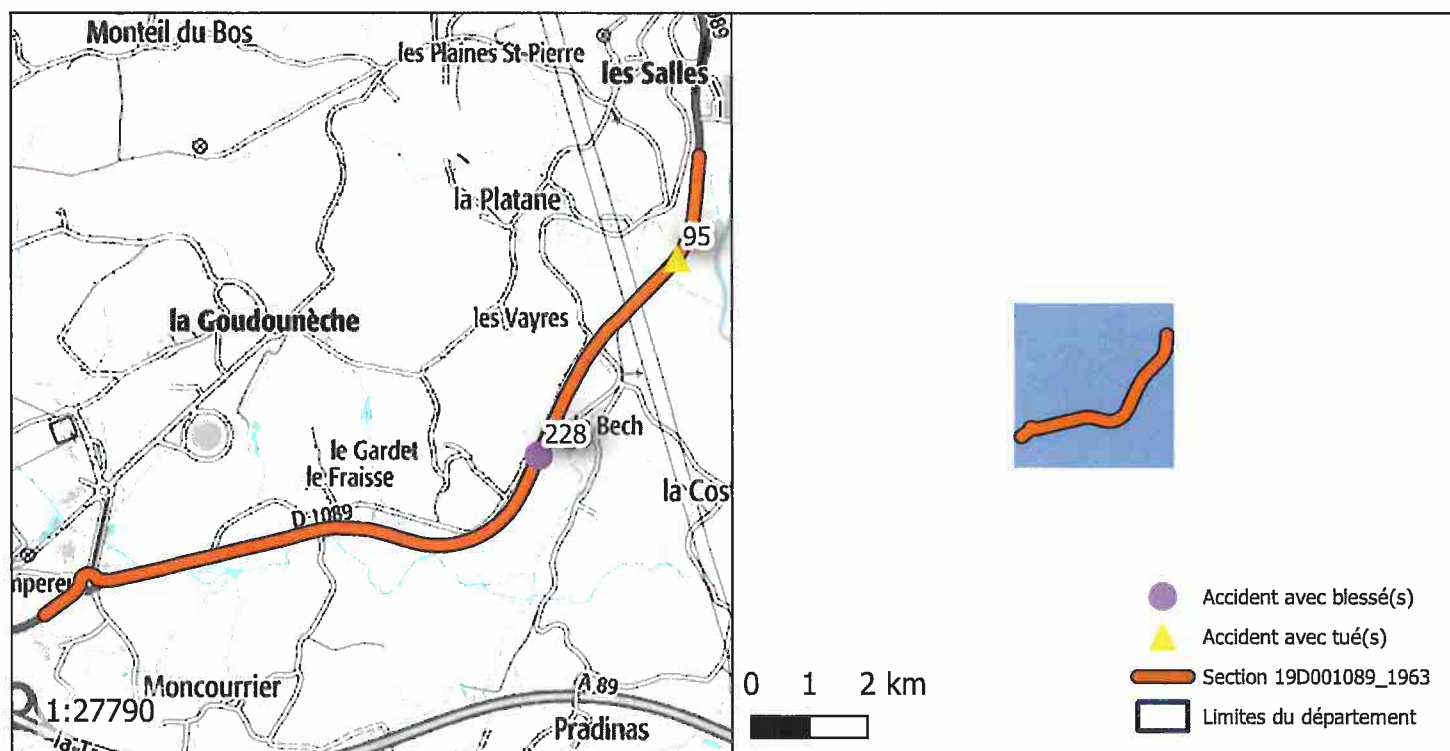 Monteil du Bos
les Plaines St-Pierre
les Salles
la Platane
95
la Goudounèche
les Vayres
228
Bech
le Gardet
le Fraisse
la Cos
D 1089
mpereu
Moncourrier
A 89
Pradinas
1:27790
0 1 2 km
Accident avec blessé(s)
Accident avec tué(s)
Section 19D001089_1963
Limites du département